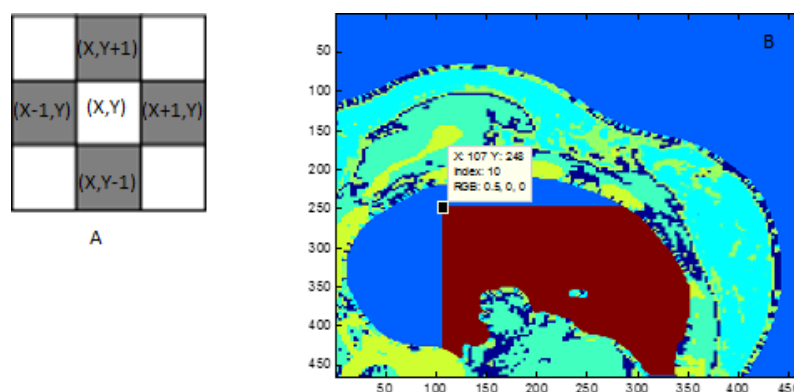 (X,Y+1)
(X-1,Y) (X,Y) (X+1,Y)
(X,Y-1)
A
B
X: 107 Y: 248
Index: 10
RGB: 0.5, 0, 0
50
100
150
200
250
300
350
400
450
50 100 150 200 250 300 350 400 450